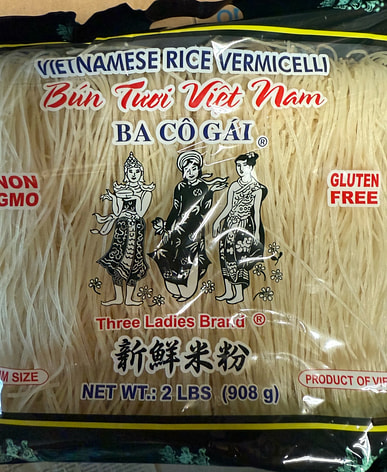 VIETNAMESE RICE VERMICELLI
Bún Tươi Việt Nam
BA CÔ GÁI ®
NON
GMO
GLUTEN
FREE
Three Ladies Brand ®
新鮮米粉
SIZE
NET WT.: 2 LBS (908 g)
PRODUCT OF